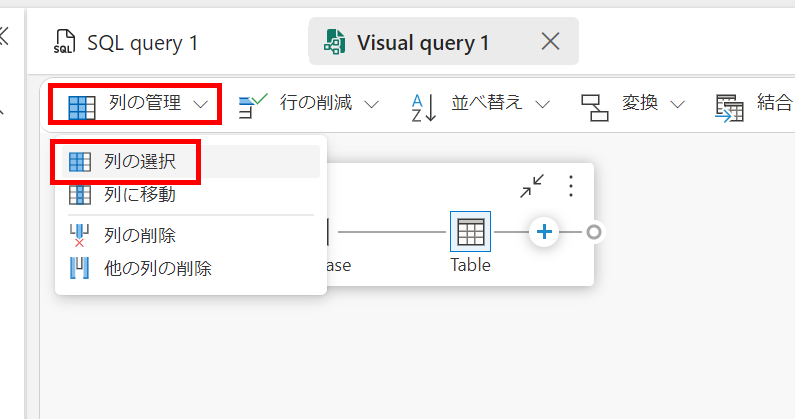 SQL query 1
Visual query 1
列の管理
行の削減
並べ替え
変換
結合
列の選択
列に移動
列の削除
他の列の削除
Table